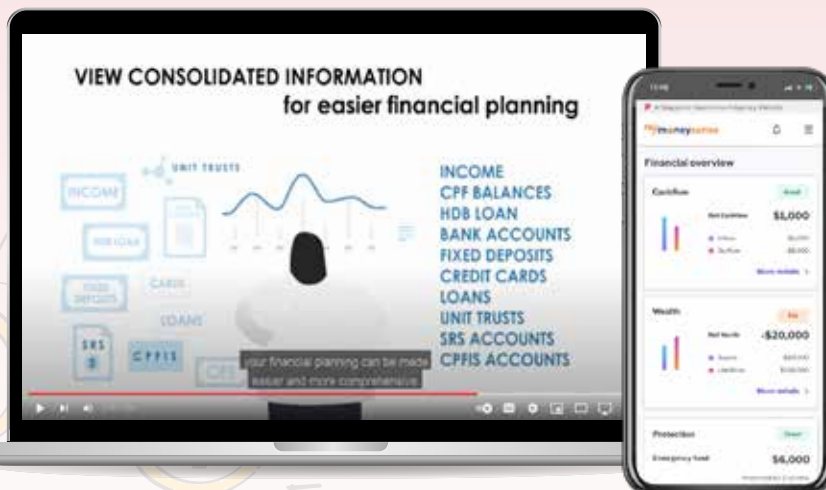 VIEW CONSOLIDATED INFORMATION
for easier financial planning
INCOME
HDB LOAN
FIXED
DEPOSITS
SRS
$
UNIT TRUSTS
CARDS
LOANS
CPFIS
your financial planning can be made
easier and more comprehensive.
INCOME
CPF BALANCES
HDB LOAN
BANK ACCOUNTS
FIXED DEPOSITS
CREDIT CARDS
LOANS
UNIT TRUSTS
SRS ACCOUNTS
CPFIS ACCOUNTS
mymoneysense
Financial overview
Cashflow
Good
Net Cashflow $1,000
More details >
Wealth
Net Worth -$20,000
More details >
Protection
Emergency fund $6,000